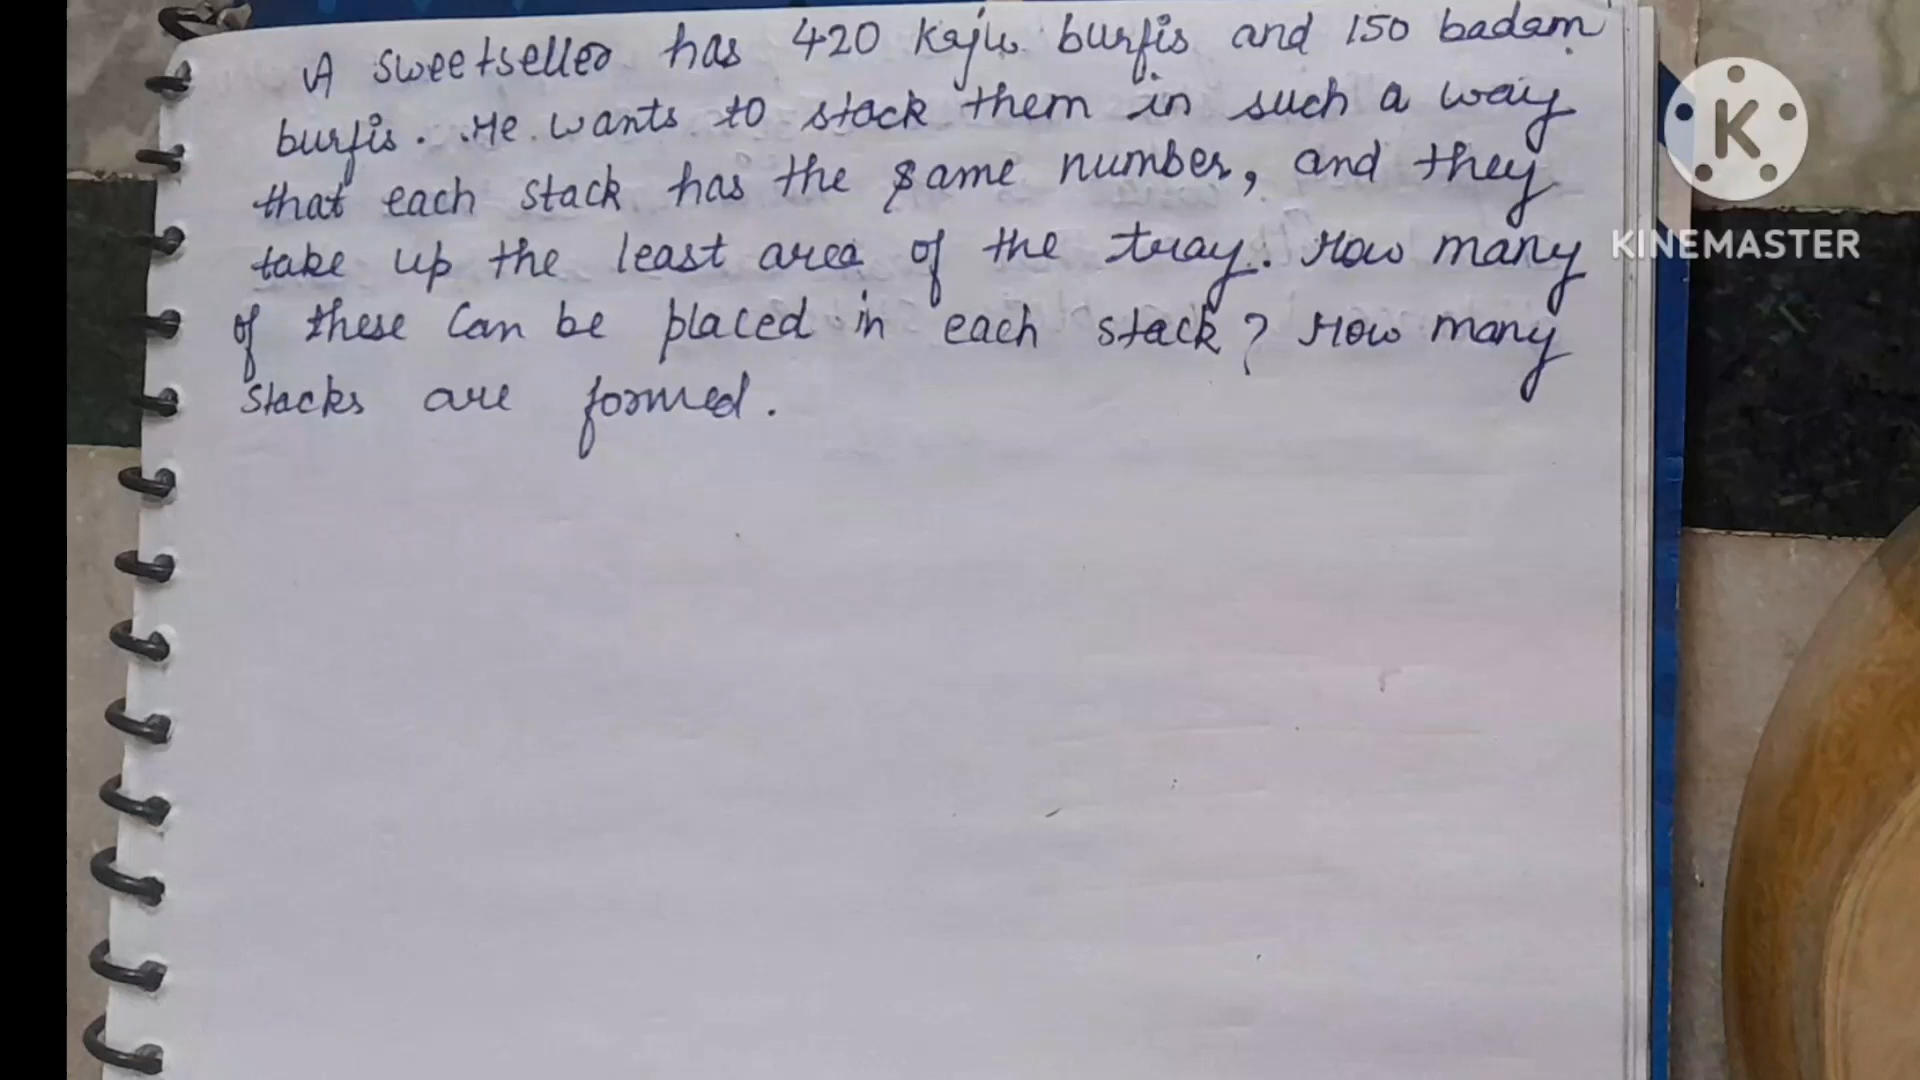 A sweetseller has 420 Kaju burfis and 150 badam
burfis. He wants to stack them in such a way
that each stack has the same number, and they
take up the least area of the tray. How many
of these can be placed in each stack? How many
stacks are formed.
K
KINEMASTER